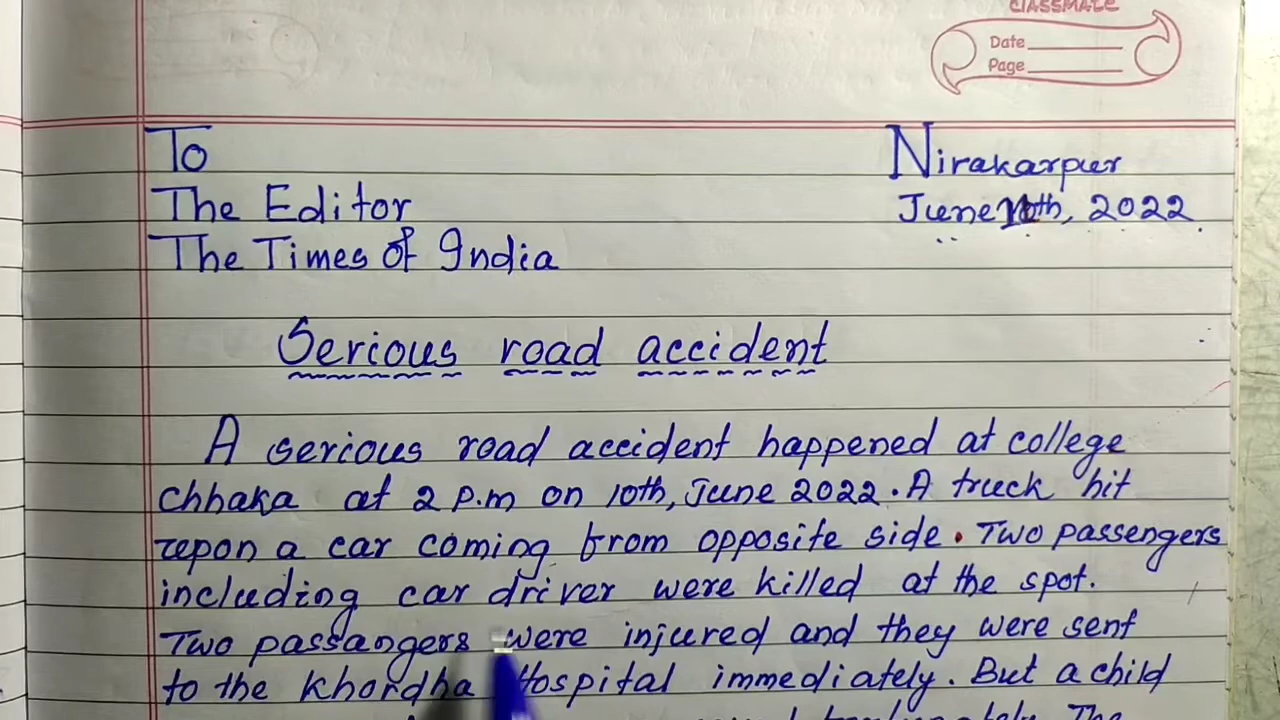 CLASSMATE
Date
Page
To
Nirakarpur
The Editor
June 10th, 2022
The Times of India
Serious road accident
A serious road accident happened at college
chhaka at 2 p.m on 10th, June 2022. A truck hit
upon a car coming from opposite side. Two passengers
including car driver were killed at the spot.
Two passangers were injured and they were sent
to the Khordha Hospital immediately. But a child
The